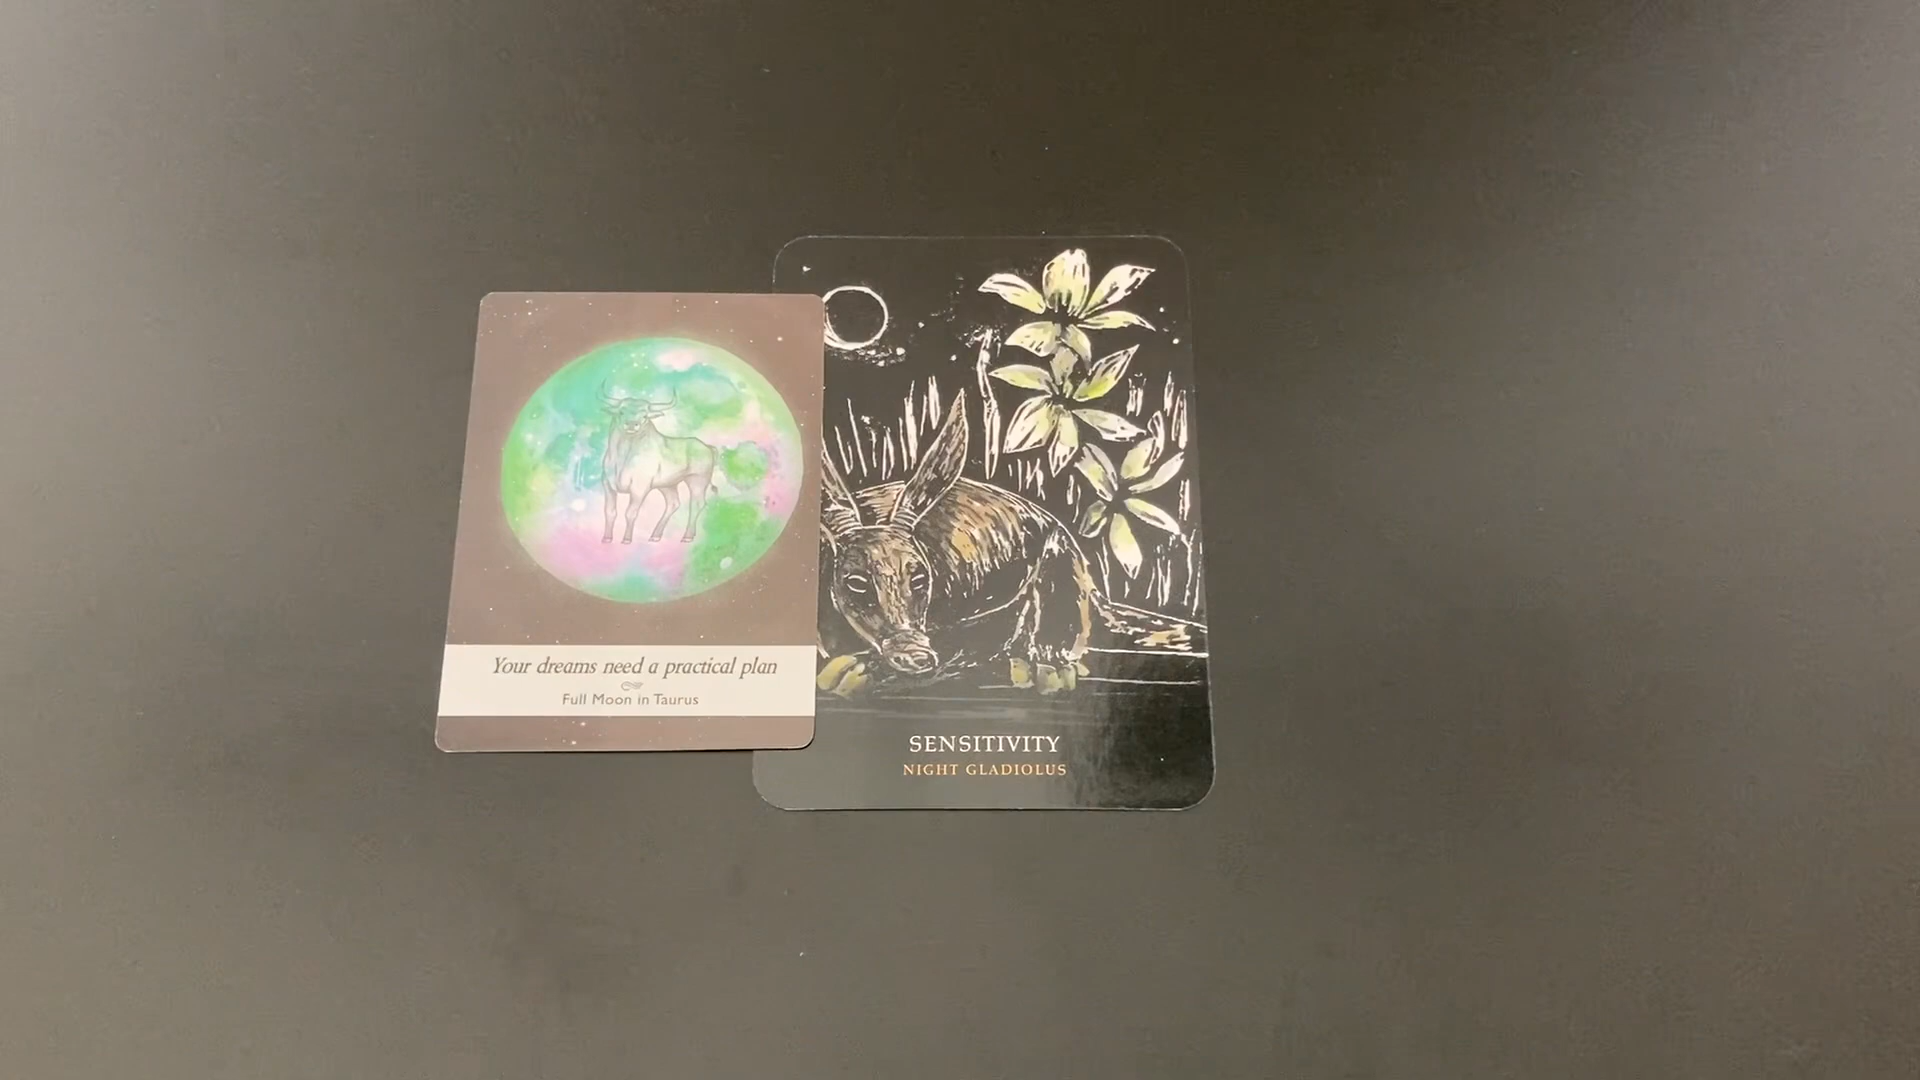 Your dreams need a practical plan
Full Moon in Taurus
SENSITIVITY
NIGHT GLADIOLUS